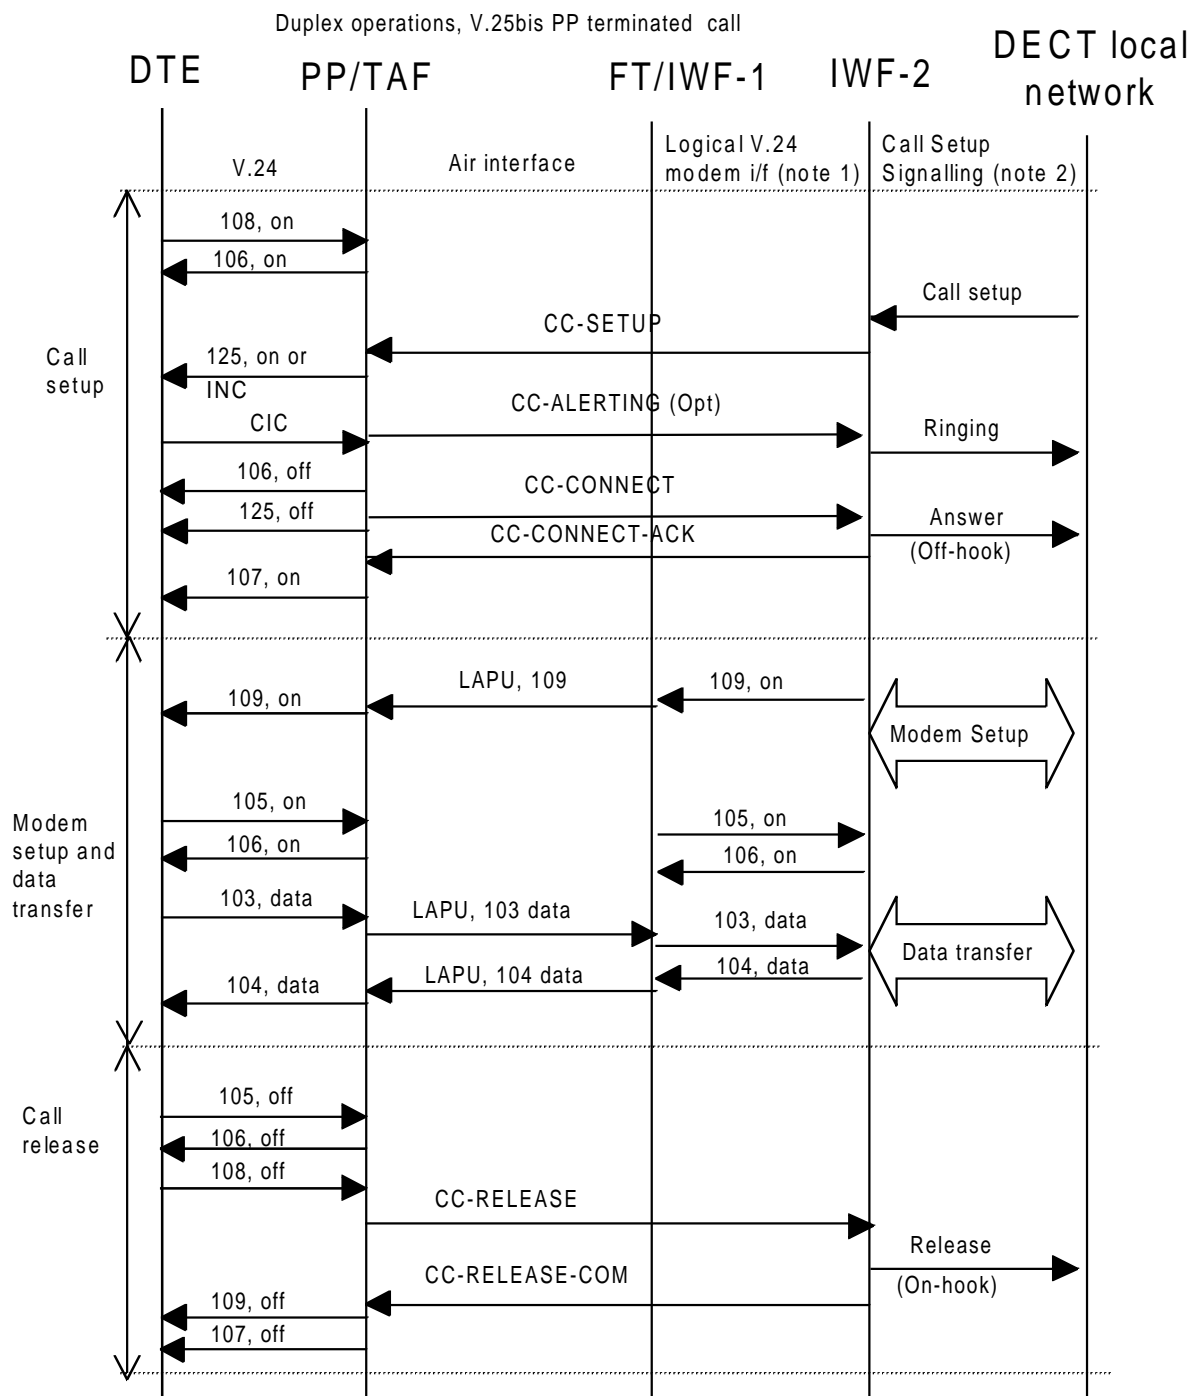 Duplex operations, V.25bis PP terminated call
DTE
PP/TAF
FT/IWF-1
IWF-2
DECT local
network
V.24
Air interface
Logical V.24
modem i/f (note 1)
Call Setup
Signalling (note 2)
108, on
106, on
Call setup
CC-SETUP
Call
setup
125, on or
INC
CC-ALERTING (Opt)
CIC
Ringing
106, off
CC-CONNECT
125, off
Answer
(Off-hook)
CC-CONNECT-ACK
107, on
LAPU, 109
109, on
109, on
Modem Setup
105, on
105, on
106, on
106, on
Modem
setup and
data
transfer
103, data
LAPU, 103 data
103, data
Data transfer
104, data
LAPU, 104 data
104, data
105, off
Call
release
106, off
108, off
CC-RELEASE
Release
(On-hook)
CC-RELEASE-COM
109, off
107, off